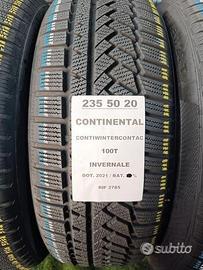 235 50 20
CONTINENTAL
CONTIWINTERCONTAC
100T
INVERNALE
DOT. 2021 / BAT. %
RIF 2785
subito